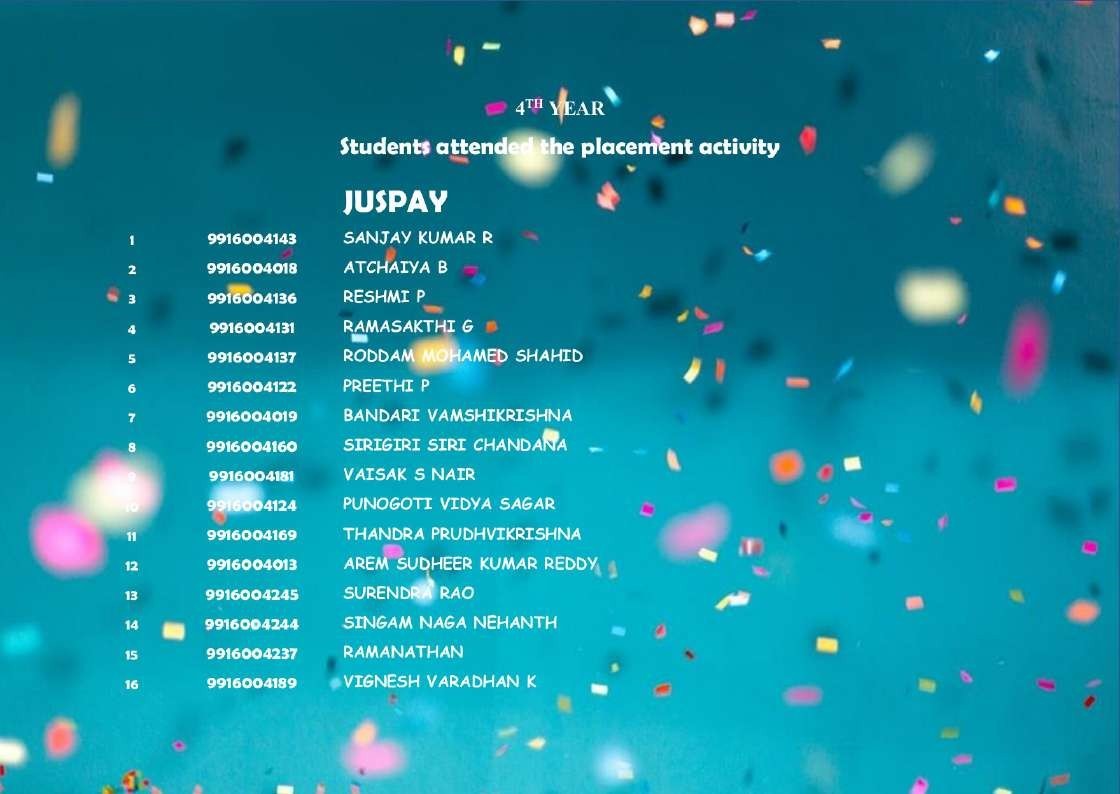 4TH YEAR
Students attended the placement activity
JUSPAY
1 9916004143 SANJAY KUMAR R
2 9916004018 ATCHAIYA B
3 9916004136 RESHMI P
4 9916004131 RAMASAKTHI G
5 9916004137 RODDAM MOHAMED SHAHID
6 9916004122 PREETHI P
7 9916004019 BANDARI VAMSHIKRISHNA
8 9916004160 SIRIGIRI SIRI CHANDANA
9 9916004181 VAISAK S NAIR
10 9916004124 PUNOGOTI VIDYA SAGAR
11 9916004169 THANDRA PRUDHVIKRISHNA
12 9916004013 AREM SUDHEER KUMAR REDDY
13 9916004245 SURENDRA RAO
14 9916004244 SINGAM NAGA NEHANTH
15 9916004237 RAMANATHAN
16 9916004189 VIGNESH VARADHAN K